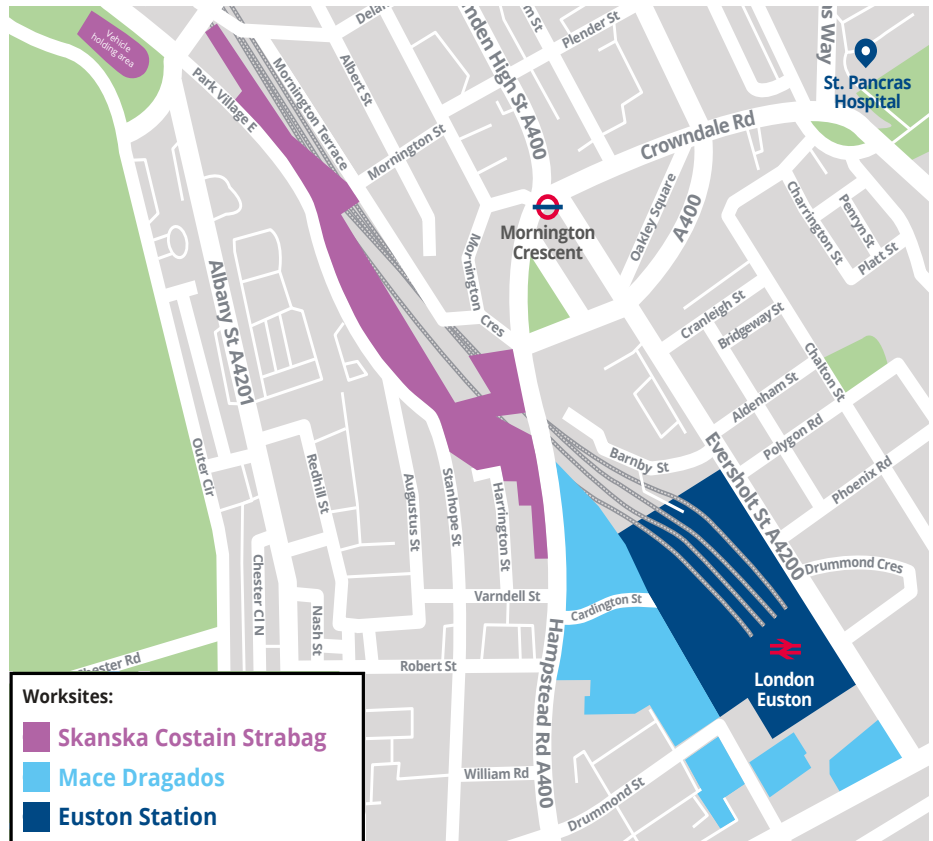 Vehicle
holding area
Park Village E
Mornington Terrace
Albert St
Plender St
St. Pancras
Hospital
Crowndale Rd
Mornington St
Mornington
Crescent
Oakley Square
A400
Charrington St
Penryn St
Platt St
Albany St A4201
Mornington
Cres
Cranleigh St
Bridgeway St
Chalton St
Aldenham St
Polygon Rd
Phoenix Rd
Barnby St
Eversholt St A4200
Outer Cir
Redhill St
Augustus St
Stanhope St
Harrington St
Drummond Cres
Chester Cl N
Nash St
Varndell St
Cardington St
Hampstead Rd A400
Robert St
London
Euston
William Rd
Drummond St
Worksites:
Skanska Costain Strabag
Mace Dragados
Euston Station